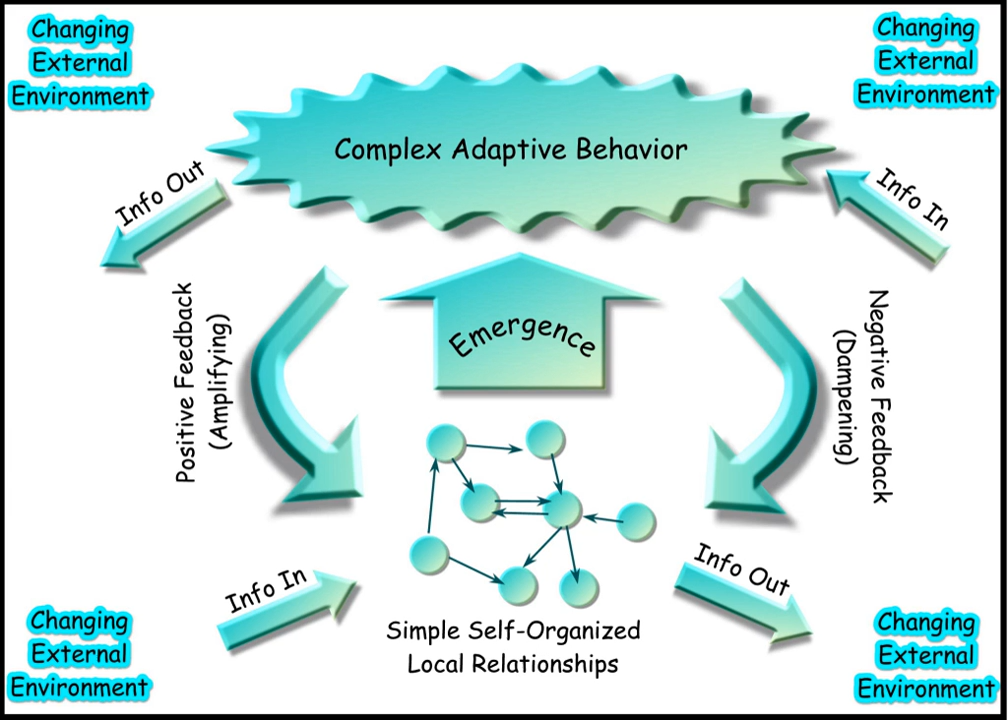 Changing
External
Environment
Changing
External
Environment
Complex Adaptive Behavior
Info Out
Info In
Positive Feedback
(Amplifying)
Emergence
Negative Feedback
(Dampening)
Info In
Info Out
Simple Self-Organized
Local Relationships
Changing
External
Environment
Changing
External
Environment